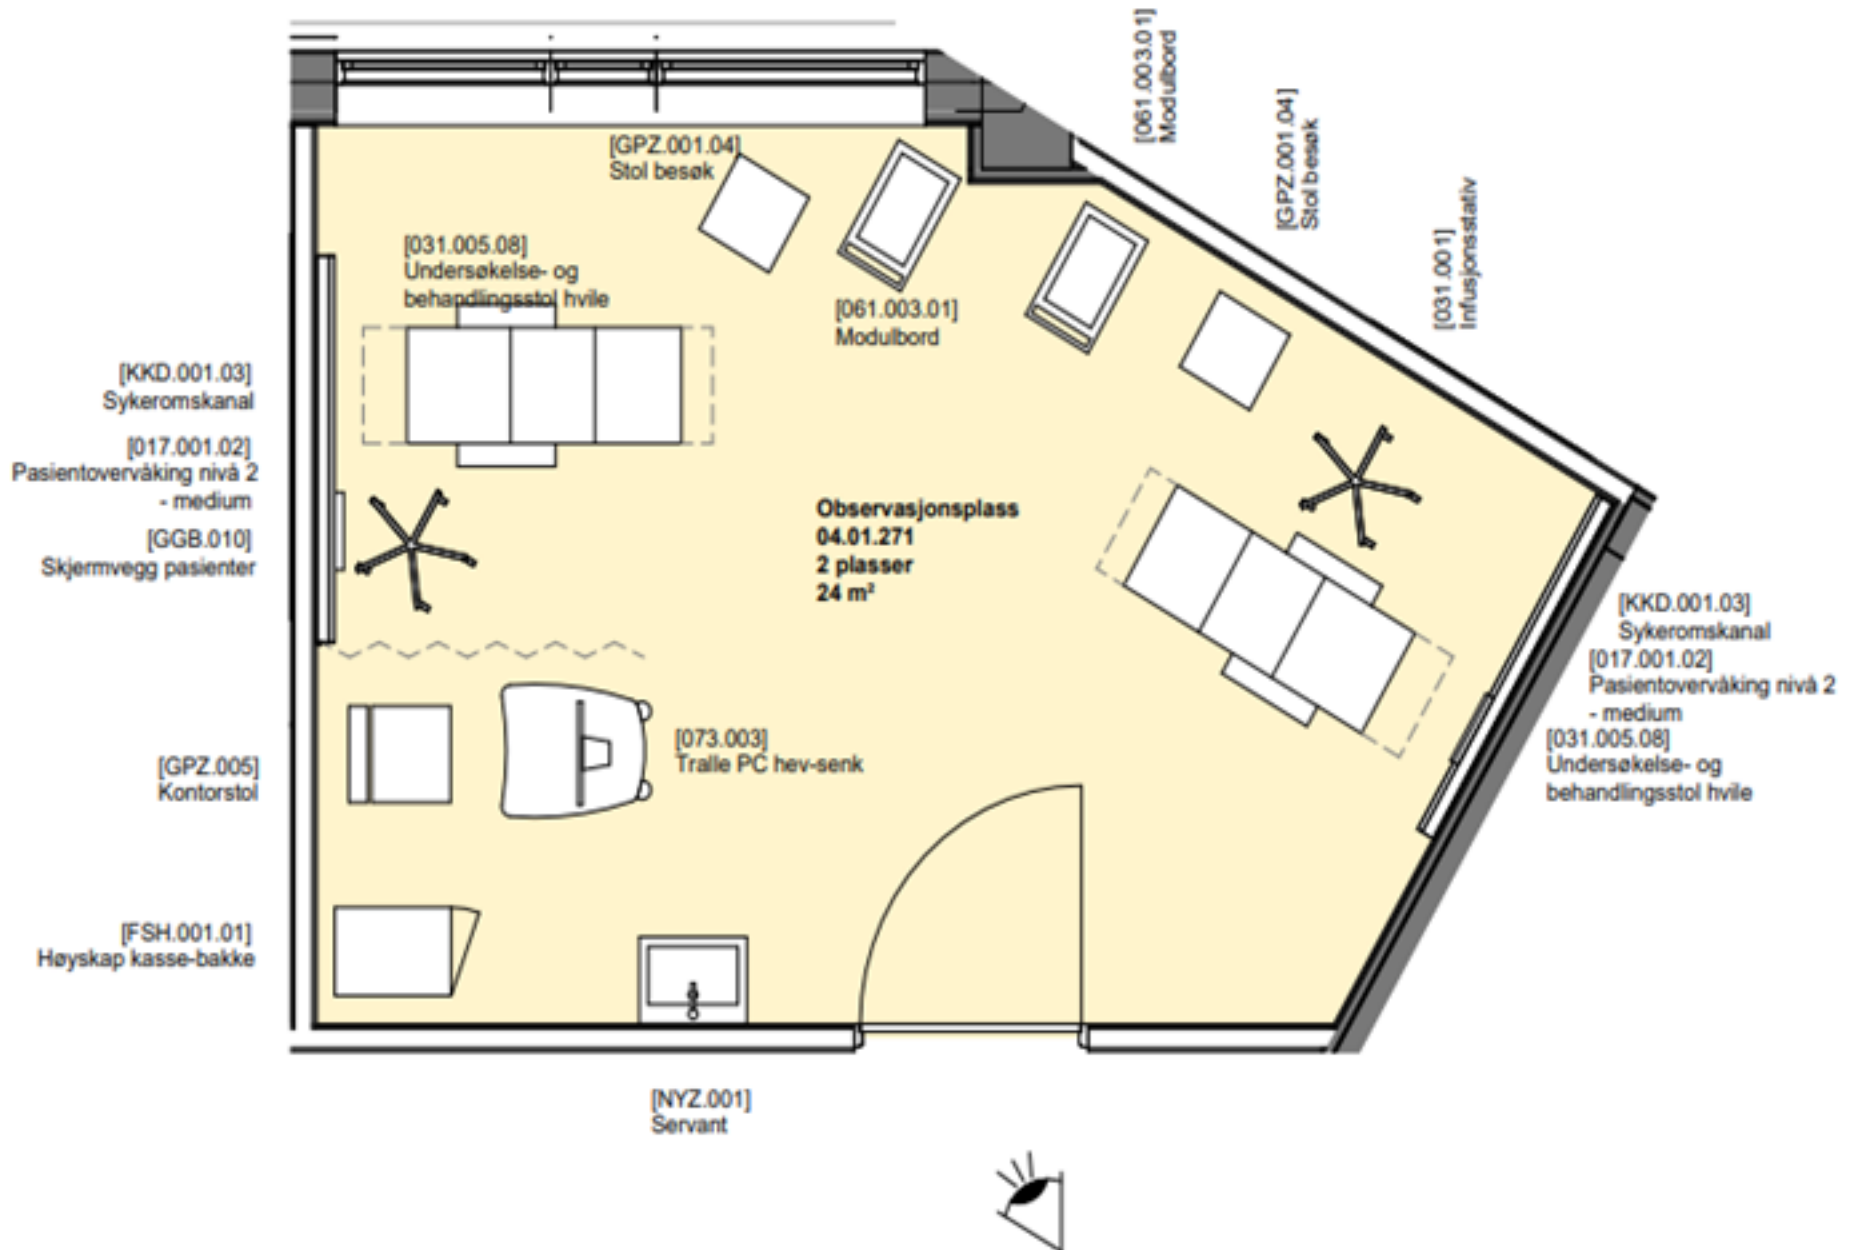 [061.003.01]
Modulbord
[GPZ.001.04]
Stol besøk
[031.001]
Infusjonsstativ
[GPZ.001.04]
Stol besøk
[031.005.08]
Undersøkelse- og
behandlingsstol hvile
[061.003.01]
Modulbord
[KKD.001.03]
Sykeromskanal
[017.001.02]
Pasientovervåking nivå 2
- medium
[GGB.010]
Skjermvegg pasienter
Observasjonsplass
04.01.271
2 plasser
24 m²
[KKD.001.03]
Sykeromskanal
[017.001.02]
Pasientovervåking nivå 2
- medium
[031.005.08]
Undersøkelse- og
behandlingsstol hvile
[GPZ.005]
Kontorstol
[073.003]
Tralle PC hev-senk
[FSH.001.01]
Høyskap kasse-bakke
[NYZ.001]
Servant